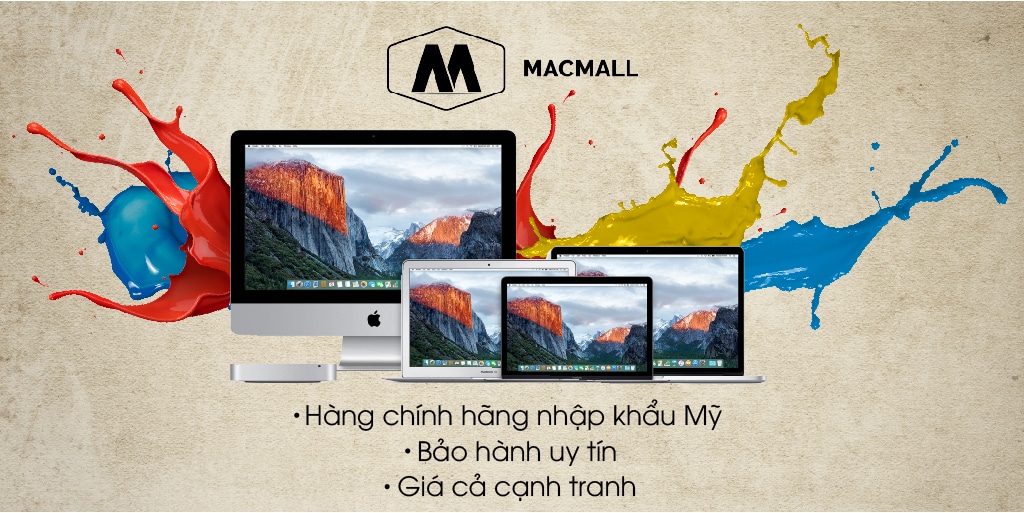 MACMALL
• Hàng chính hãng nhập khẩu Mỹ
• Bảo hành uy tín
• Giá cả cạnh tranh